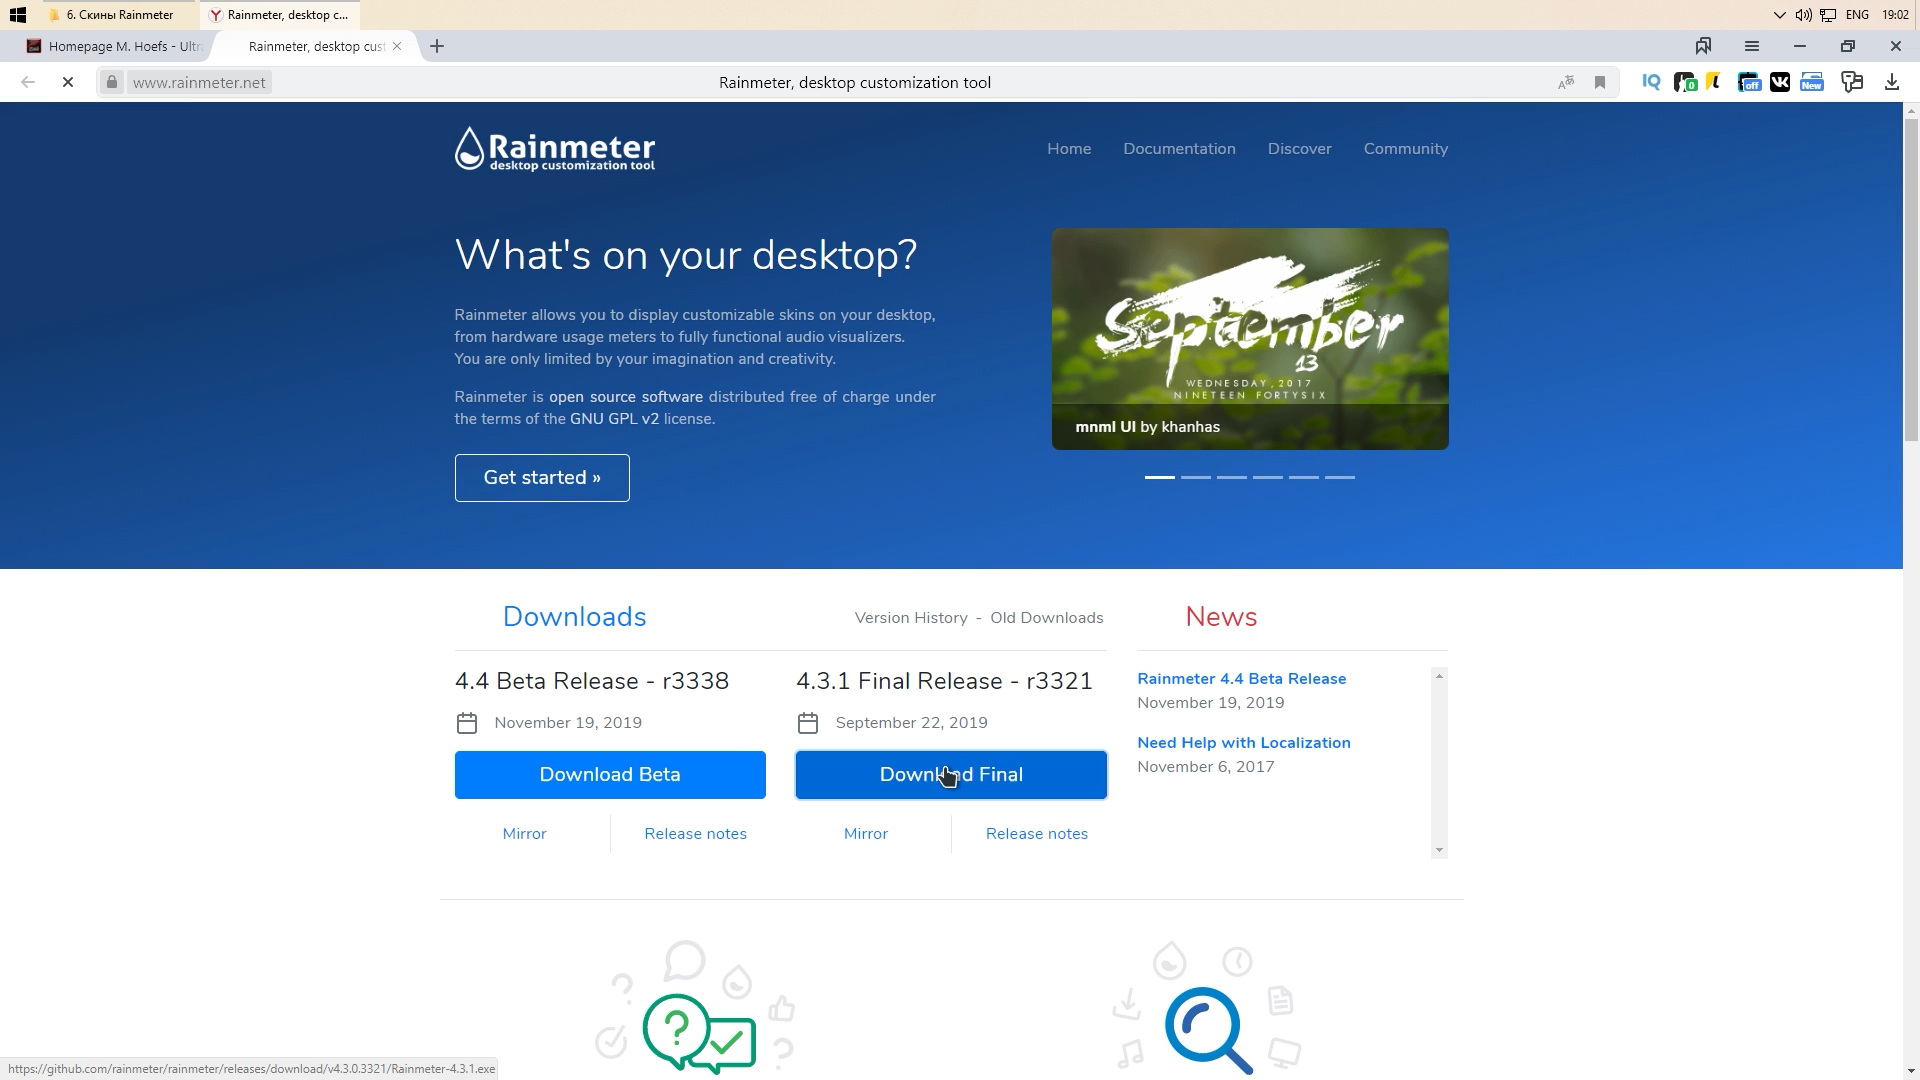 6. Скины Rainmeter
Rainmeter, desktop c...
ENG
19:02
Homepage M. Hoefs - Ultr
Rainmeter, desktop cust
www.rainmeter.net
Rainmeter, desktop customization tool
IQ
0
off
New
Rainmeter
desktop customization tool
Home
Documentation
Discover
Community
What's on your desktop?
Rainmeter allows you to display customizable skins on your desktop,
from hardware usage meters to fully functional audio visualizers.
You are only limited by your imagination and creativity.
Rainmeter is open source software distributed free of charge under
the terms of the GNU GPL v2 license.
Get started »
September
13
WEDNESDAY, 2017
NINETEEN FORTYSIX
mnml UI by khanhas
Downloads
Version History - Old Downloads
News
4.4 Beta Release - r3338
November 19, 2019
Download Beta
Mirror
Release notes
4.3.1 Final Release - r3321
September 22, 2019
Download Final
Mirror
Release notes
Rainmeter 4.4 Beta Release
November 19, 2019
Need Help with Localization
November 6, 2017
https://github.com/rainmeter/rainmeter/releases/download/v4.3.0.3321/Rainmeter-4.3.1.exe